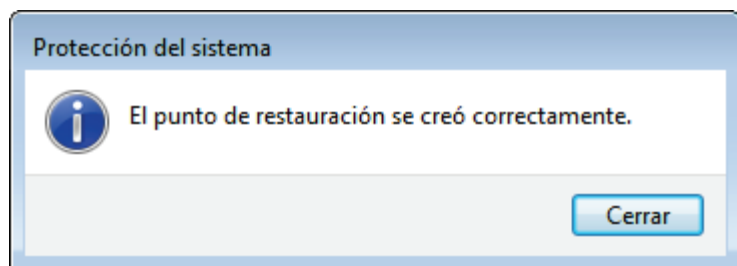 Protección del sistema
El punto de restauración se creó correctamente.
Cerrar